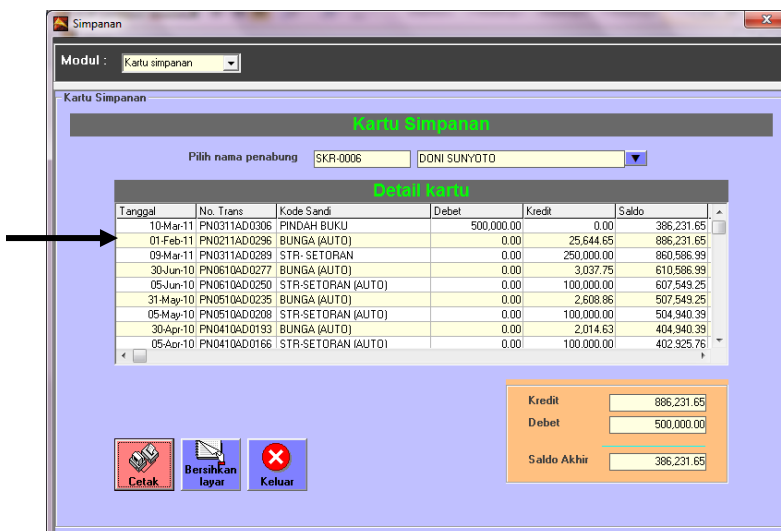 Simpanan
Modul : Kartu simpanan
Kartu Simpanan
Kartu Simpanan
Pilih nama penabung SKR-0006 DONI SUNYOTO
Detail kartu
Tanggal No. Trans Kode Sandi Debet Kredit Saldo
10-Mar-11 PN0311AD0306 PINDAH BUKU 500,000.00 0.00 386,231.65
01-Feb-11 PN0211AD0296 BUNGA (AUTO) 0.00 25,644.65 886,231.65
09-Mar-11 PN0311AD0289 STR- SETORAN 0.00 250,000.00 860,586.99
30-Jun-10 PN0610AD0277 BUNGA (AUTO) 0.00 3,037.75 610,586.99
05-Jun-10 PN0610AD0250 STR-SETORAN (AUTO) 0.00 100,000.00 607,549.25
31-May-10 PN0510AD0235 BUNGA (AUTO) 0.00 2,608.86 507,549.25
05-May-10 PN0510AD0208 STR-SETORAN (AUTO) 0.00 100,000.00 504,940.39
30-Apr-10 PN0410AD0193 BUNGA (AUTO) 0.00 2,014.63 404,940.39
05-Apr-10 PN0410AD0166 STR-SETORAN (AUTO) 0.00 100,000.00 402,925.76
Kredit 886,231.65
Debet 500,000.00
Saldo Akhir 386,231.65
Cetak
Bersihkan layar
Keluar